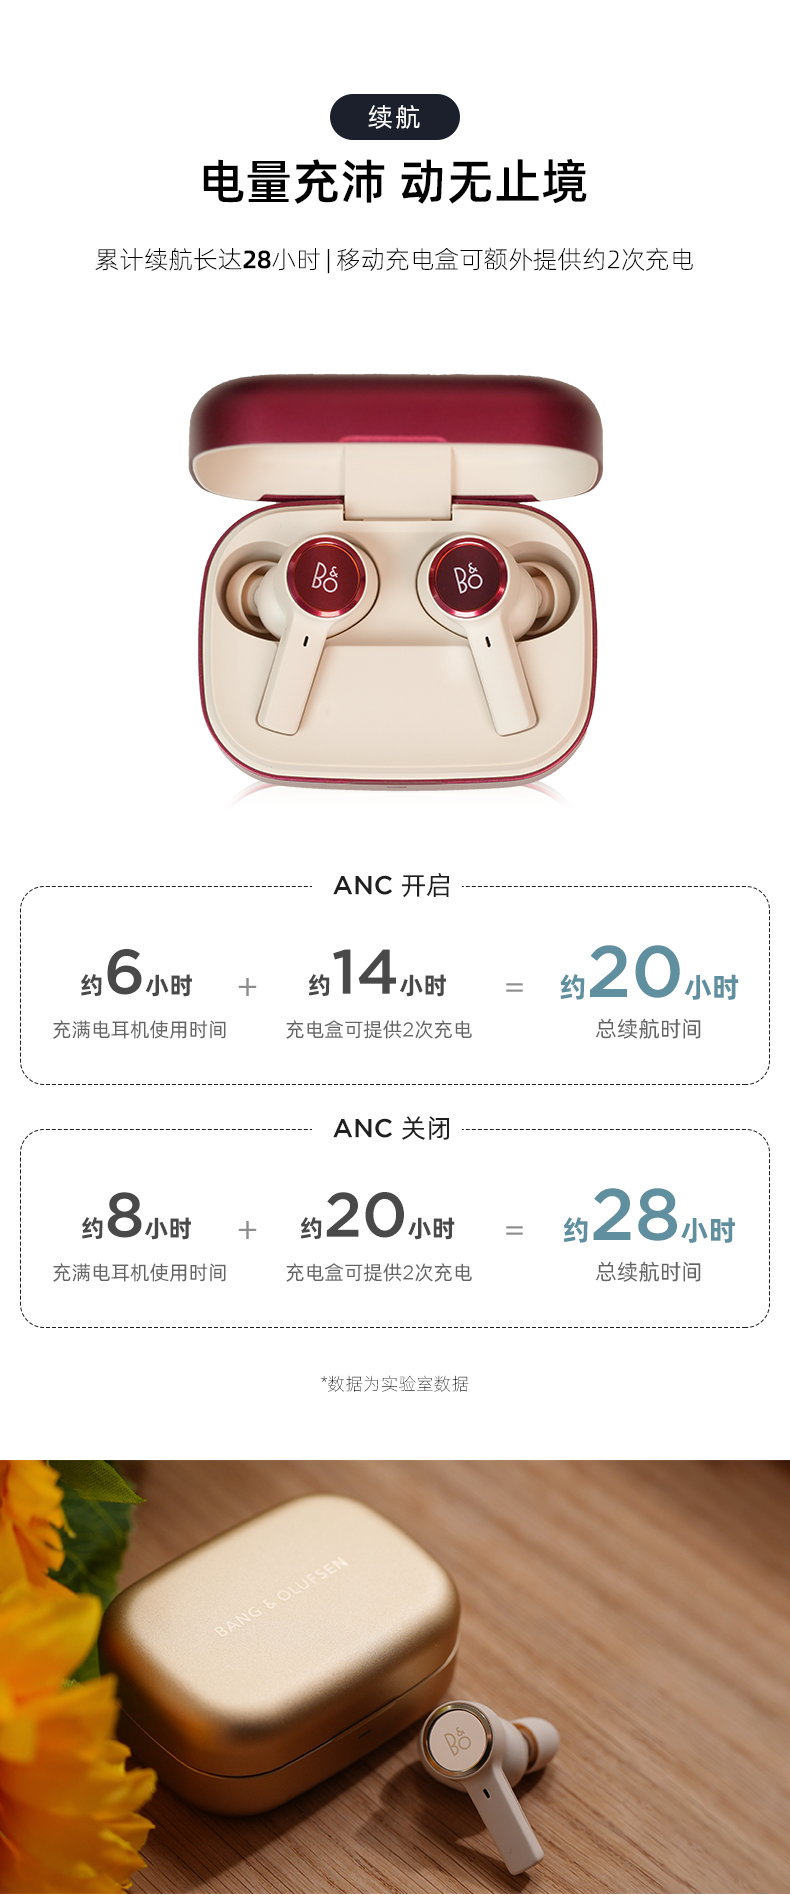 续航
电量充沛 动无止境
累计续航长达28小时 | 移动充电盒可额外提供约2次充电
B&O B&O
ANC 开启
约6小时 + 约14小时 = 约20小时
充满电耳机使用时间 充电盒可提供2次充电 总续航时间
ANC 关闭
约8小时 + 约20小时 = 约28小时
充满电耳机使用时间 充电盒可提供2次充电 总续航时间
*数据为实验室数据
BANG & OLUFSEN
B&O